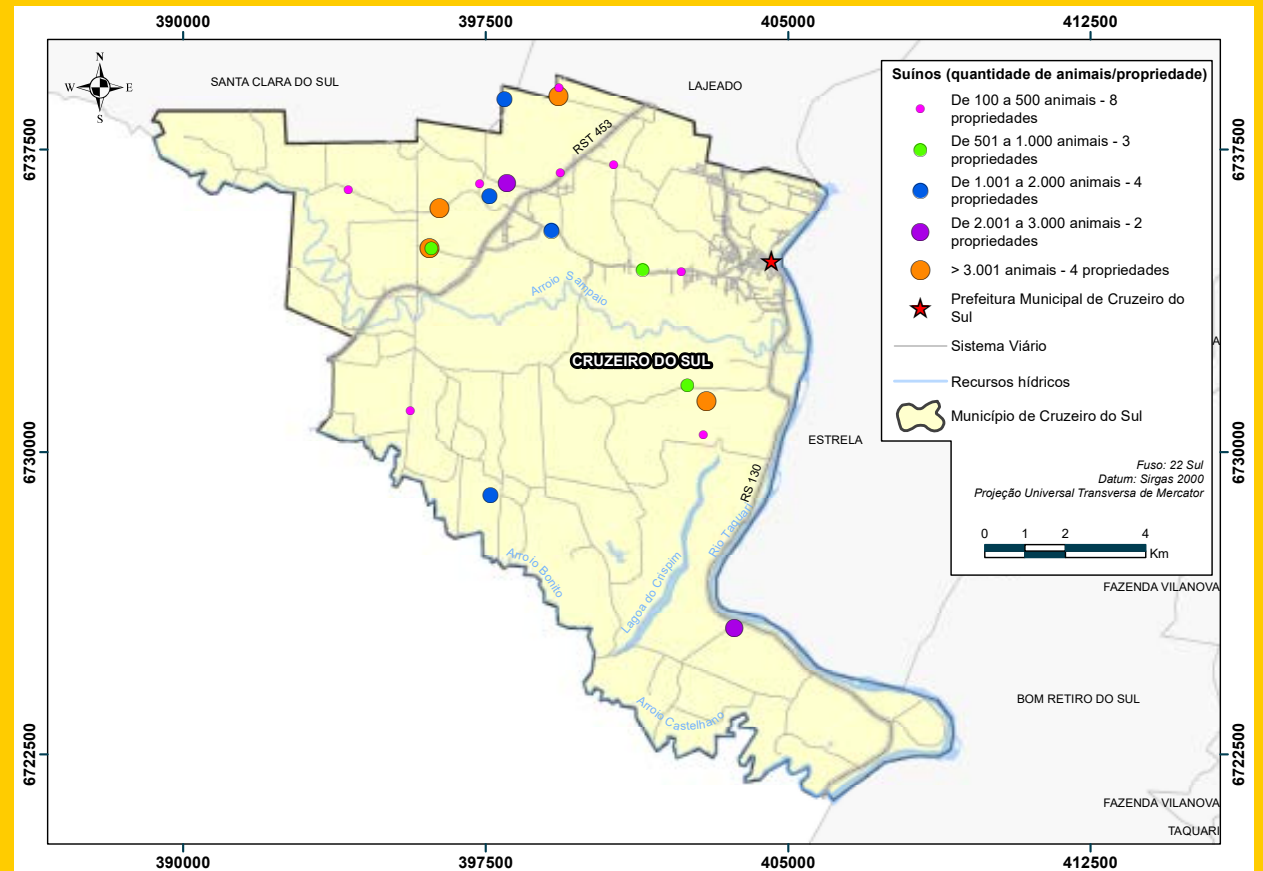 390000
397500
405000
412500
N
W
E
S
SANTA CLARA DO SUL
LAJEADO
RST 453
6737500
6737500
Suínos (quantidade de animais/propriedade)
De 100 a 500 animais - 8
propriedades
De 501 a 1.000 animais - 3
propriedades
De 1.001 a 2.000 animais - 4
propriedades
De 2.001 a 3.000 animais - 2
propriedades
> 3.001 animais - 4 propriedades
Prefeitura Municipal de Cruzeiro do
Sul
Sistema Viário
Recursos hídricos
Município de Cruzeiro do Sul
Fuso: 22 Sul
Datum: Sirgas 2000
Projeção Universal Transversa de Mercator
0 1 2 4
Km
Arroio Sampaio
CRUZEIRO DO SUL
A
ESTRELA
6730000
6730000
RS 130
Rio Taquari
Arroio Bonito
Lagoa do Crispim
FAZENDA VILANOVA
BOM RETIRO DO SUL
Arroio Castelhano
6722500
6722500
FAZENDA VILANOVA
TAQUARI
390000
397500
405000
412500